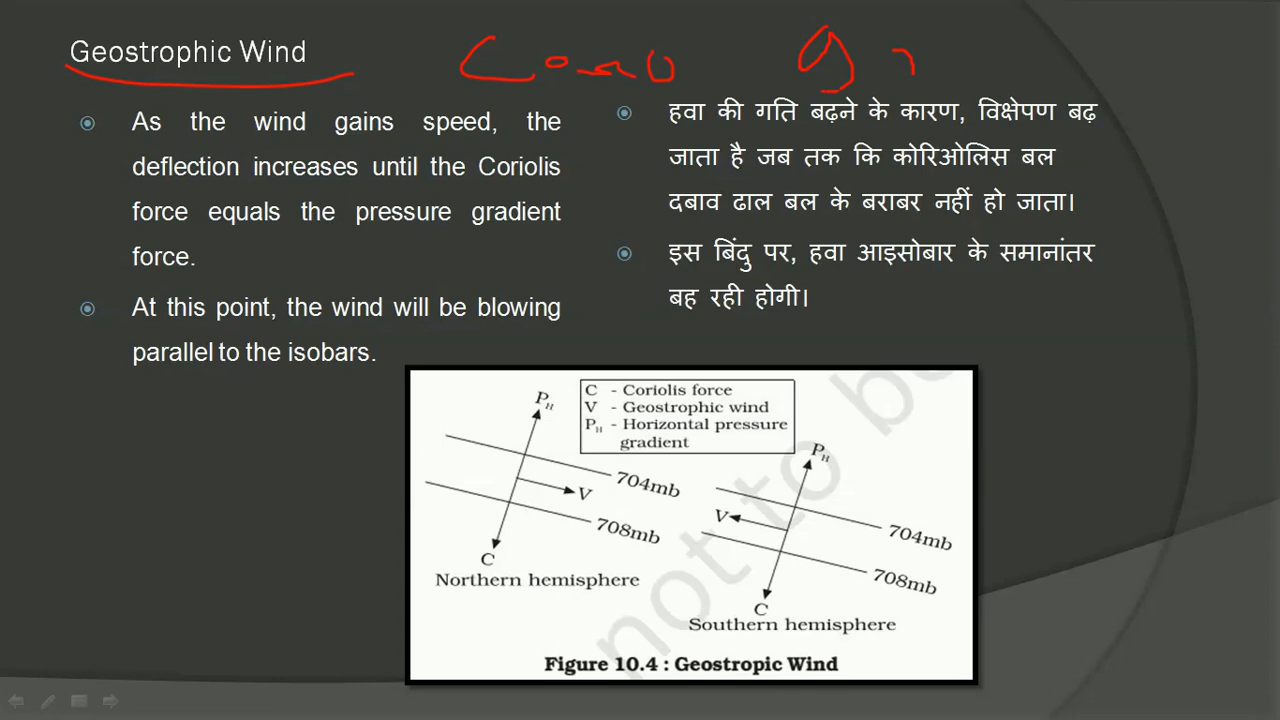 Geostrophic Wind
As the wind gains speed, the
deflection increases until the Coriolis
force equals the pressure gradient
force.
At this point, the wind will be blowing
parallel to the isobars.
हवा की गति बढ़ने के कारण, विक्षेपण बढ़
जाता है जब तक कि कोरिओलिस बल
दबाव ढाल बल के बराबर नहीं हो जाता।
इस बिंदु पर, हवा आइसोबार के समानांतर
बह रही होगी।
C - Coriolis force
V - Geostrophic wind
PH - Horizontal pressure
gradient
PH
704mb
V
708mb
C
Northern hemisphere
PH
V
704mb
708mb
C
Southern hemisphere
not to be
Figure 10.4 : Geostropic Wind